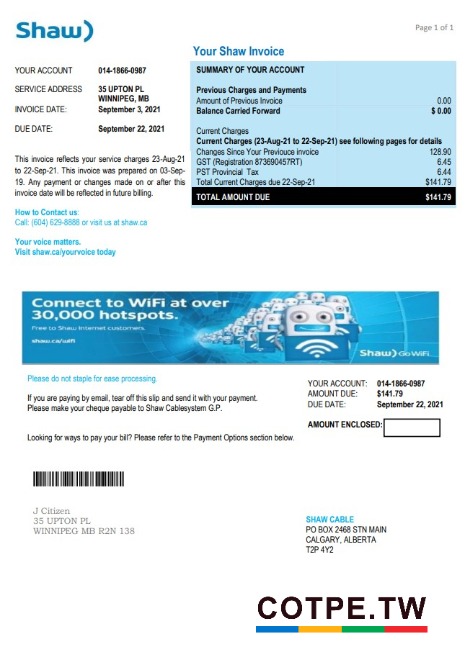 Shaw)
Page 1 of 1
Your Shaw Invoice
YOUR ACCOUNT 014-1866-0987
SERVICE ADDRESS 35 UPTON PL
WINNIPEG, MB
INVOICE DATE: September 3, 2021
DUE DATE: September 22, 2021
This invoice reflects your service charges 23-Aug-21
to 22-Sep-21. This invoice was prepared on 03-Sep-
19. Any payment or changes made on or after this
invoice date will be reflected in future billing.
How to Contact us:
Call: (604) 629-8888 or visit us at shaw.ca
Your voice matters.
Visit shaw.ca/yourvoice today
SUMMARY OF YOUR ACCOUNT
Previous Charges and Payments
Amount of Previous Invoice 0.00
Balance Carried Forward $ 0.00
Current Charges
Current Charges (23-Aug-21 to 22-Sep-21) see following pages for details
Changes Since Your Previouce invoice 128.90
GST (Registration 873690457RT) 6.45
PST Provincial Tax 6.44
Total Current Charges due 22-Sep-21 $141.79
TOTAL AMOUNT DUE $141.79
Connect to WiFi at over
30,000 hotspots.
Free to Shaw Internet customers.
shaw.ca/wifi
Shaw) Go WiFi
Please do not staple for ease processing.
If you are paying by email, tear off this slip and send it with your payment.
Please make your cheque payable to Shaw Cablesystem G.P.
Looking for ways to pay your bill? Please refer to the Payment Options section below.
YOUR ACCOUNT: 014-1866-0987
AMOUNT DUE: $141.79
DUE DATE: September 22, 2021
AMOUNT ENCLOSED:
J Citizen
35 UPTON PL
WINNIPEG MB R2N 138
SHAW CABLE
PO BOX 2468 STN MAIN
CALGARY, ALBERTA
T2P 4Y2
COTPE.TW